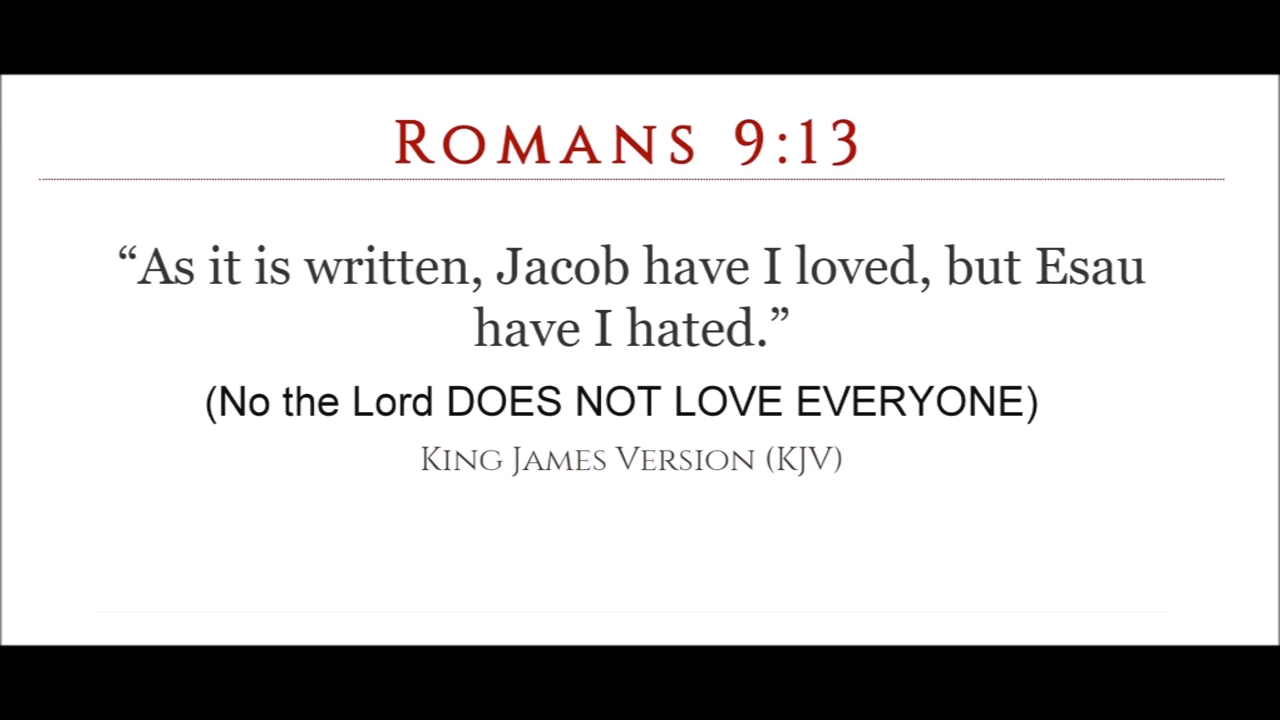 Romans 9:13
“As it is written, Jacob have I loved, but Esau
have I hated.”
(No the Lord DOES NOT LOVE EVERYONE)
King James Version (KJV)